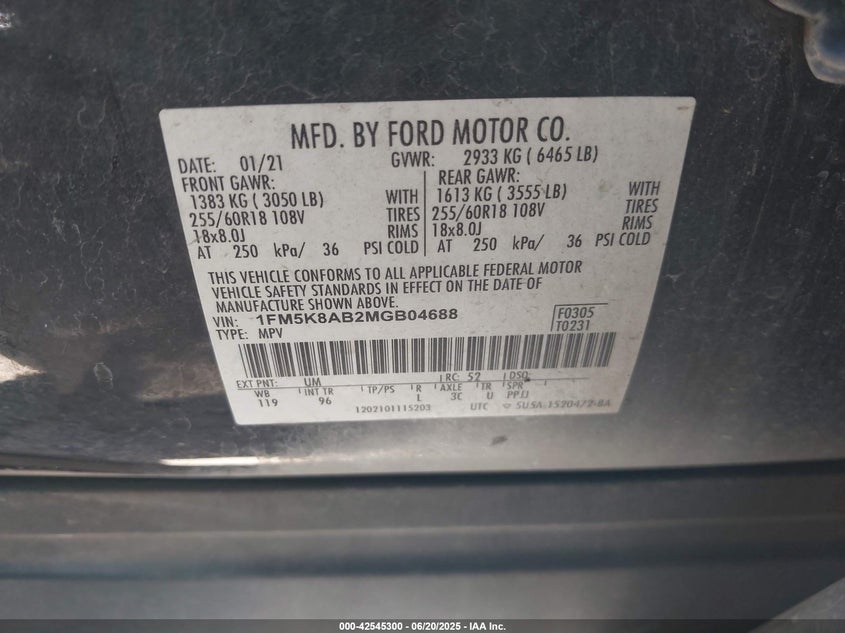 MFD. BY FORD MOTOR CO.
DATE: 01/21 GVWR: 2933 KG ( 6465 LB)
FRONT GAWR: REAR GAWR:
1383 KG ( 3050 LB) WITH 1613 KG ( 3555 LB) WITH
255/60R18 108V TIRES 255/60R18 108V TIRES
18x8.0J RIMS 18x8.0J RIMS
AT 250 kPa/ 36 PSI COLD AT 250 kPa/ 36 PSI COLD
THIS VEHICLE CONFORMS TO ALL APPLICABLE FEDERAL MOTOR
VEHICLE SAFETY STANDARDS IN EFFECT ON THE DATE OF
MANUFACTURE SHOWN ABOVE.
VIN: 1FM5K8AB2MGB04688 F0305
TYPE: MPV T0231
EXT PNT: UM RC: 52 DSO:
WB INT TR TP/PS R AXLE TR SPR
119 96 L 3C U PPJJ
1202101115203 UTC SU5A-1520472-BA
000-42545300 - 06/20/2025 - IAA Inc.